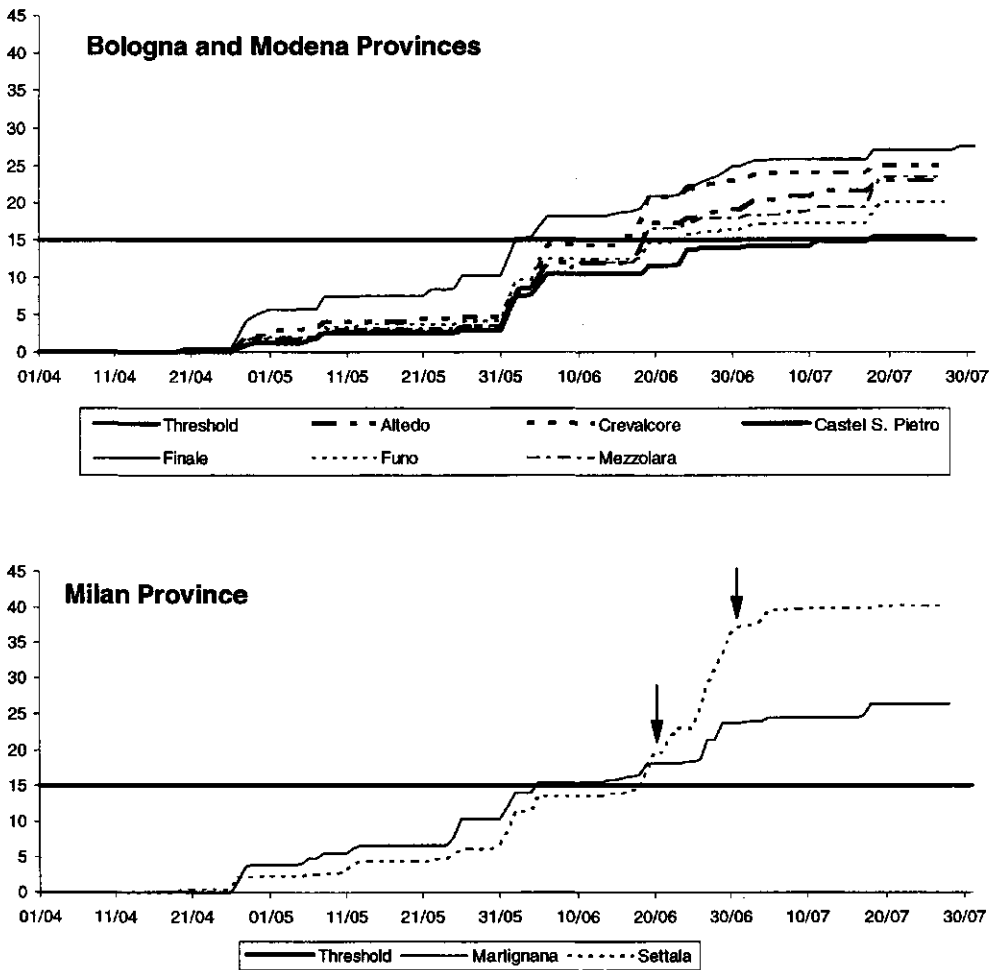 45
Bologna and Modena Provinces
40
35
30
25
20
15
10
5
0
01/04 11/04 21/04 01/05 11/05 21/05 31/05 10/06 20/06 30/06 10/07 20/07 30/07
Threshold Altedo Crevalcore Castel S. Pietro
Finale Funo Mezzolara
45
Milan Province
40
35
30
25
20
15
10
5
0
01/04 11/04 21/04 01/05 11/05 21/05 31/05 10/06 20/06 30/06 10/07 20/07 30/07
Threshold Martignana Settala